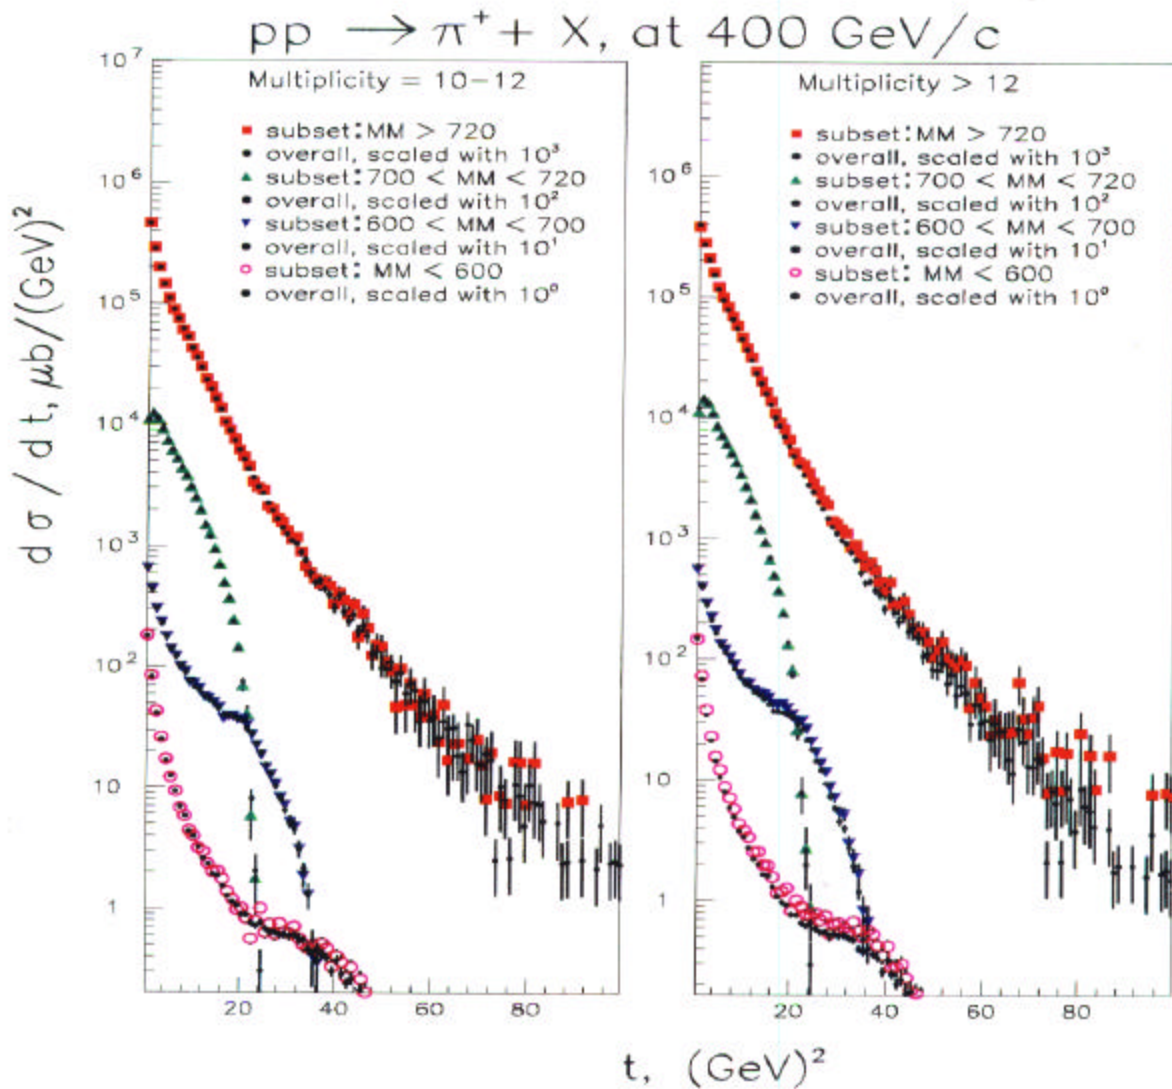 pp → π⁺ + X, at 400 GeV/c
Multiplicity = 10-12
subset:MM > 720
overall, scaled with 10³
subset:700 < MM < 720
overall, scaled with 10²
subset:600 < MM < 700
overall, scaled with 10¹
subset: MM < 600
overall, scaled with 10⁰
Multiplicity > 12
subset:MM > 720
overall, scaled with 10³
subset:700 < MM < 720
overall, scaled with 10²
subset:600 < MM < 700
overall, scaled with 10¹
subset: MM < 600
overall, scaled with 10⁰
dσ / dt, μb/(GeV)²
10⁷
10⁶
10⁵
10⁴
10³
10²
10
1
10⁶
10⁵
10⁴
10³
10²
10
1
20 40 60 80
20 40 60 80
t, (GeV)²